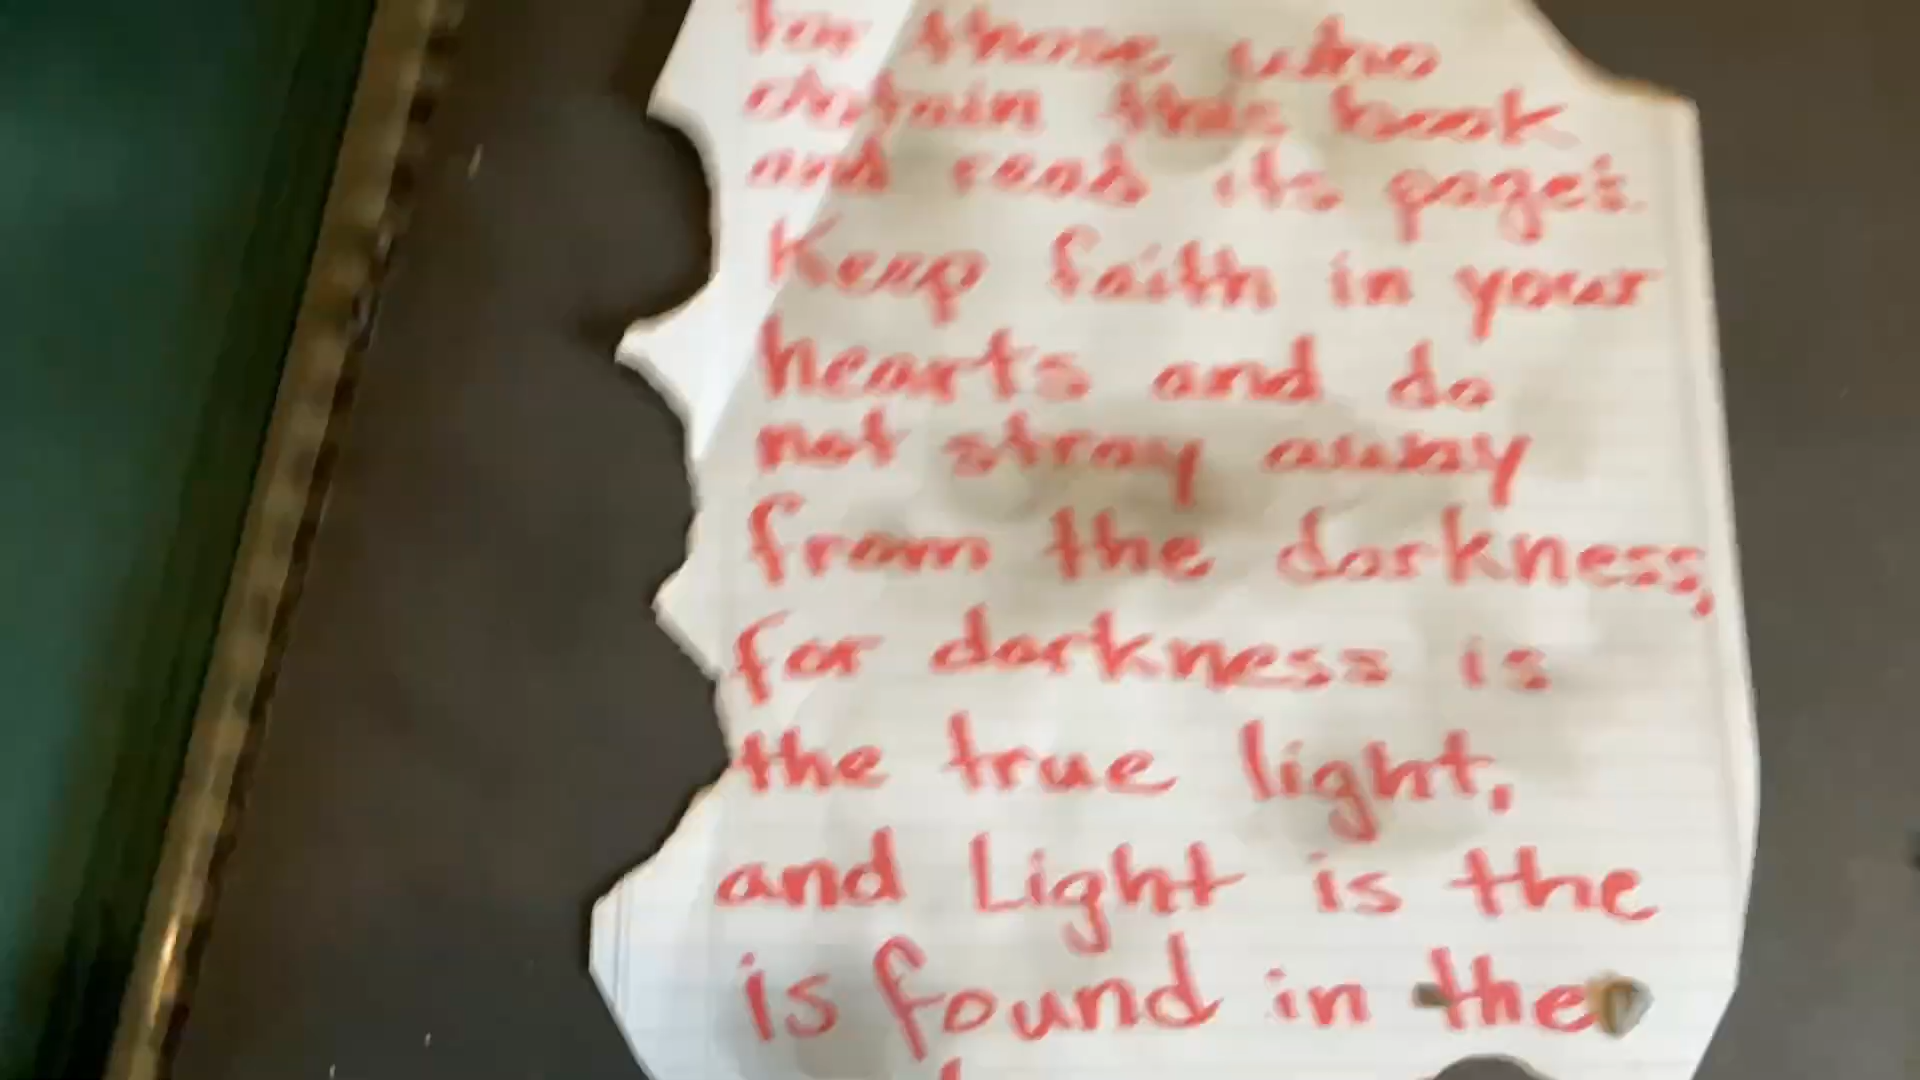 for those who
obtain this book
and read its page's.
Keep faith in your
hearts and do
not stray away
from the darkness,
for darkness is
the true light,
and Light is the
is found in the